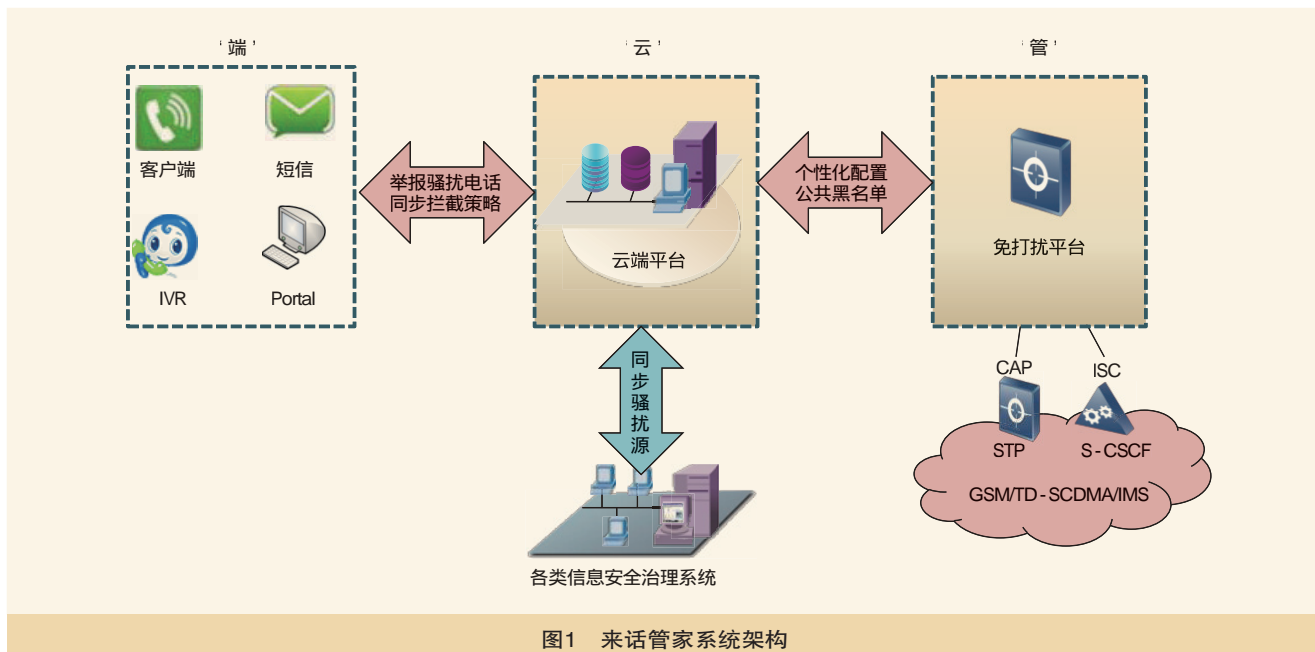 ‘端’
客户端
短信
IVR
Portal
举报骚扰电话
同步拦截策略
‘云’
云端平台
个性化配置
公共黑名单
‘管’
免打扰平台
同步骚扰源
各类信息安全治理系统
CAP
ISC
STP
S-CSCF
GSM/TD-SCDMA/IMS
图1 来话管家系统架构